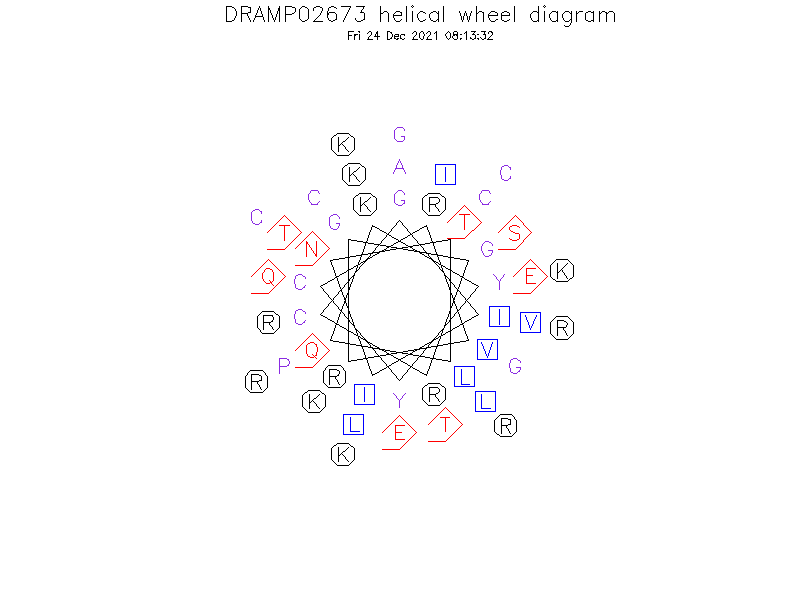 DRAMP02673 helical wheel diagram
Fri 24 Dec 2021 08:13:32
K G
K A I C
K G R C
C C G T S
T N G
Q C Y E K
R C I V R
Q V
P R L G
R K I Y R L
L E T R
K